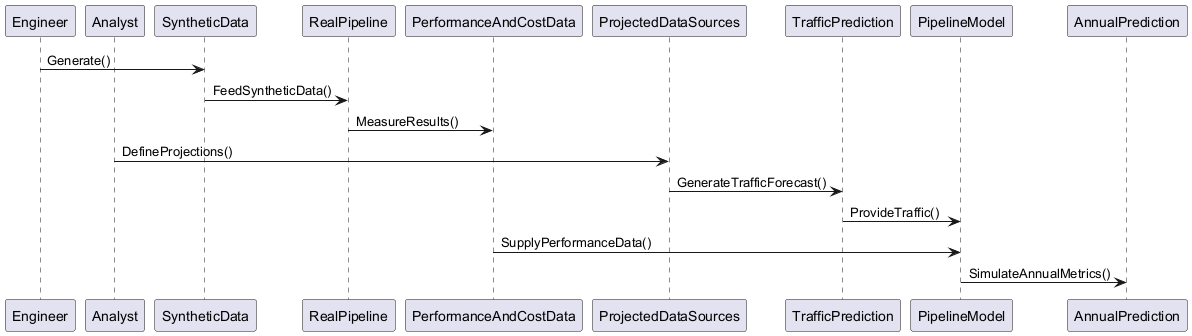 Engineer Analyst SyntheticData RealPipeline PerformanceAndCostData ProjectedDataSources TrafficPrediction PipelineModel AnnualPrediction
Generate()
FeedSyntheticData()
MeasureResults()
DefineProjections()
GenerateTrafficForecast()
ProvideTraffic()
SupplyPerformanceData()
SimulateAnnualMetrics()
Engineer Analyst SyntheticData RealPipeline PerformanceAndCostData ProjectedDataSources TrafficPrediction PipelineModel AnnualPrediction